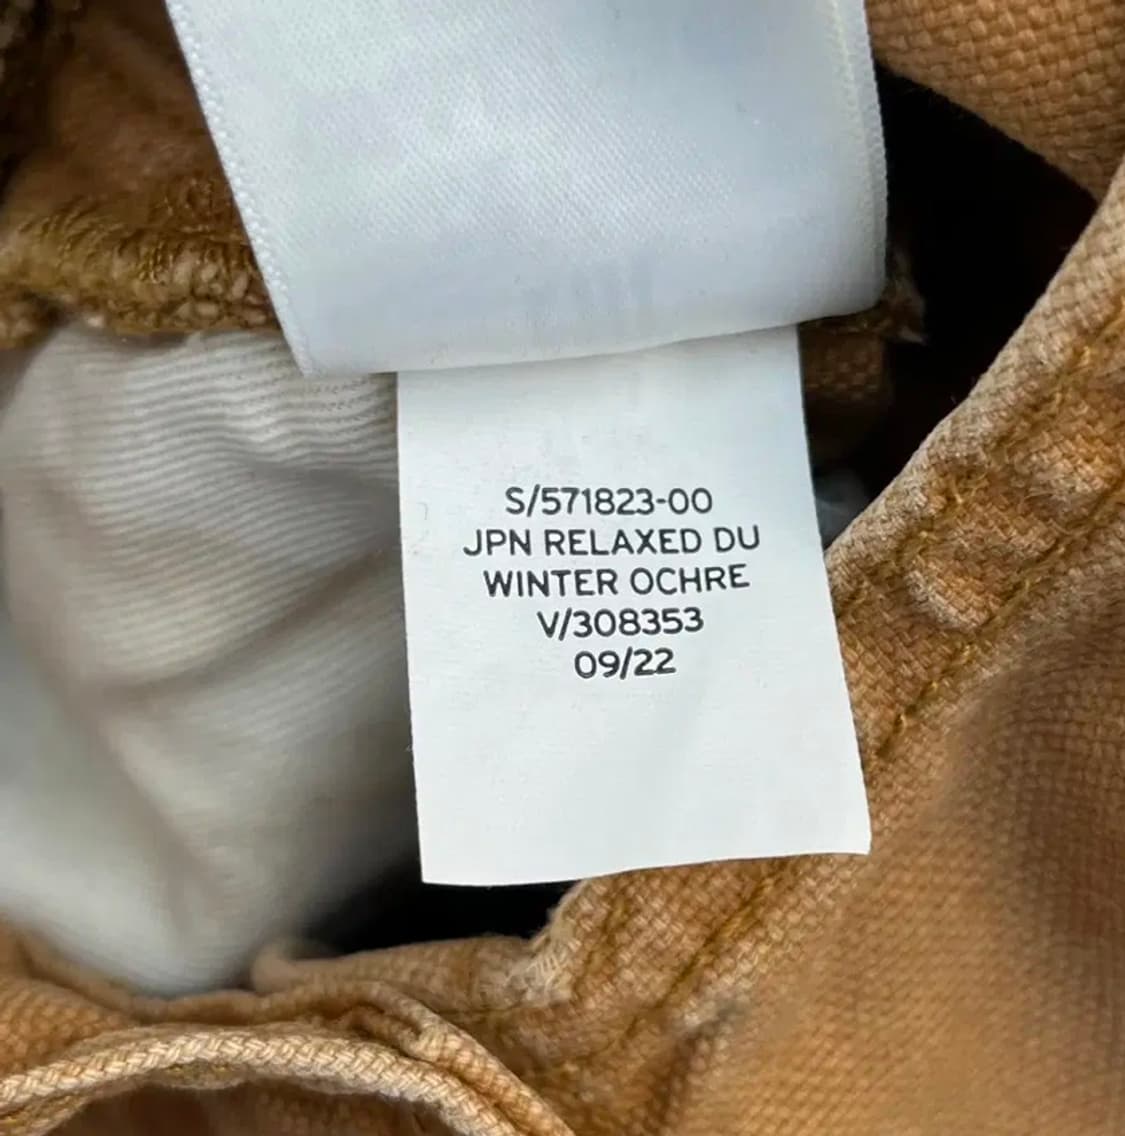 S/571823-00
JPN RELAXED DU
WINTER OCHRE
V/308353
09/22